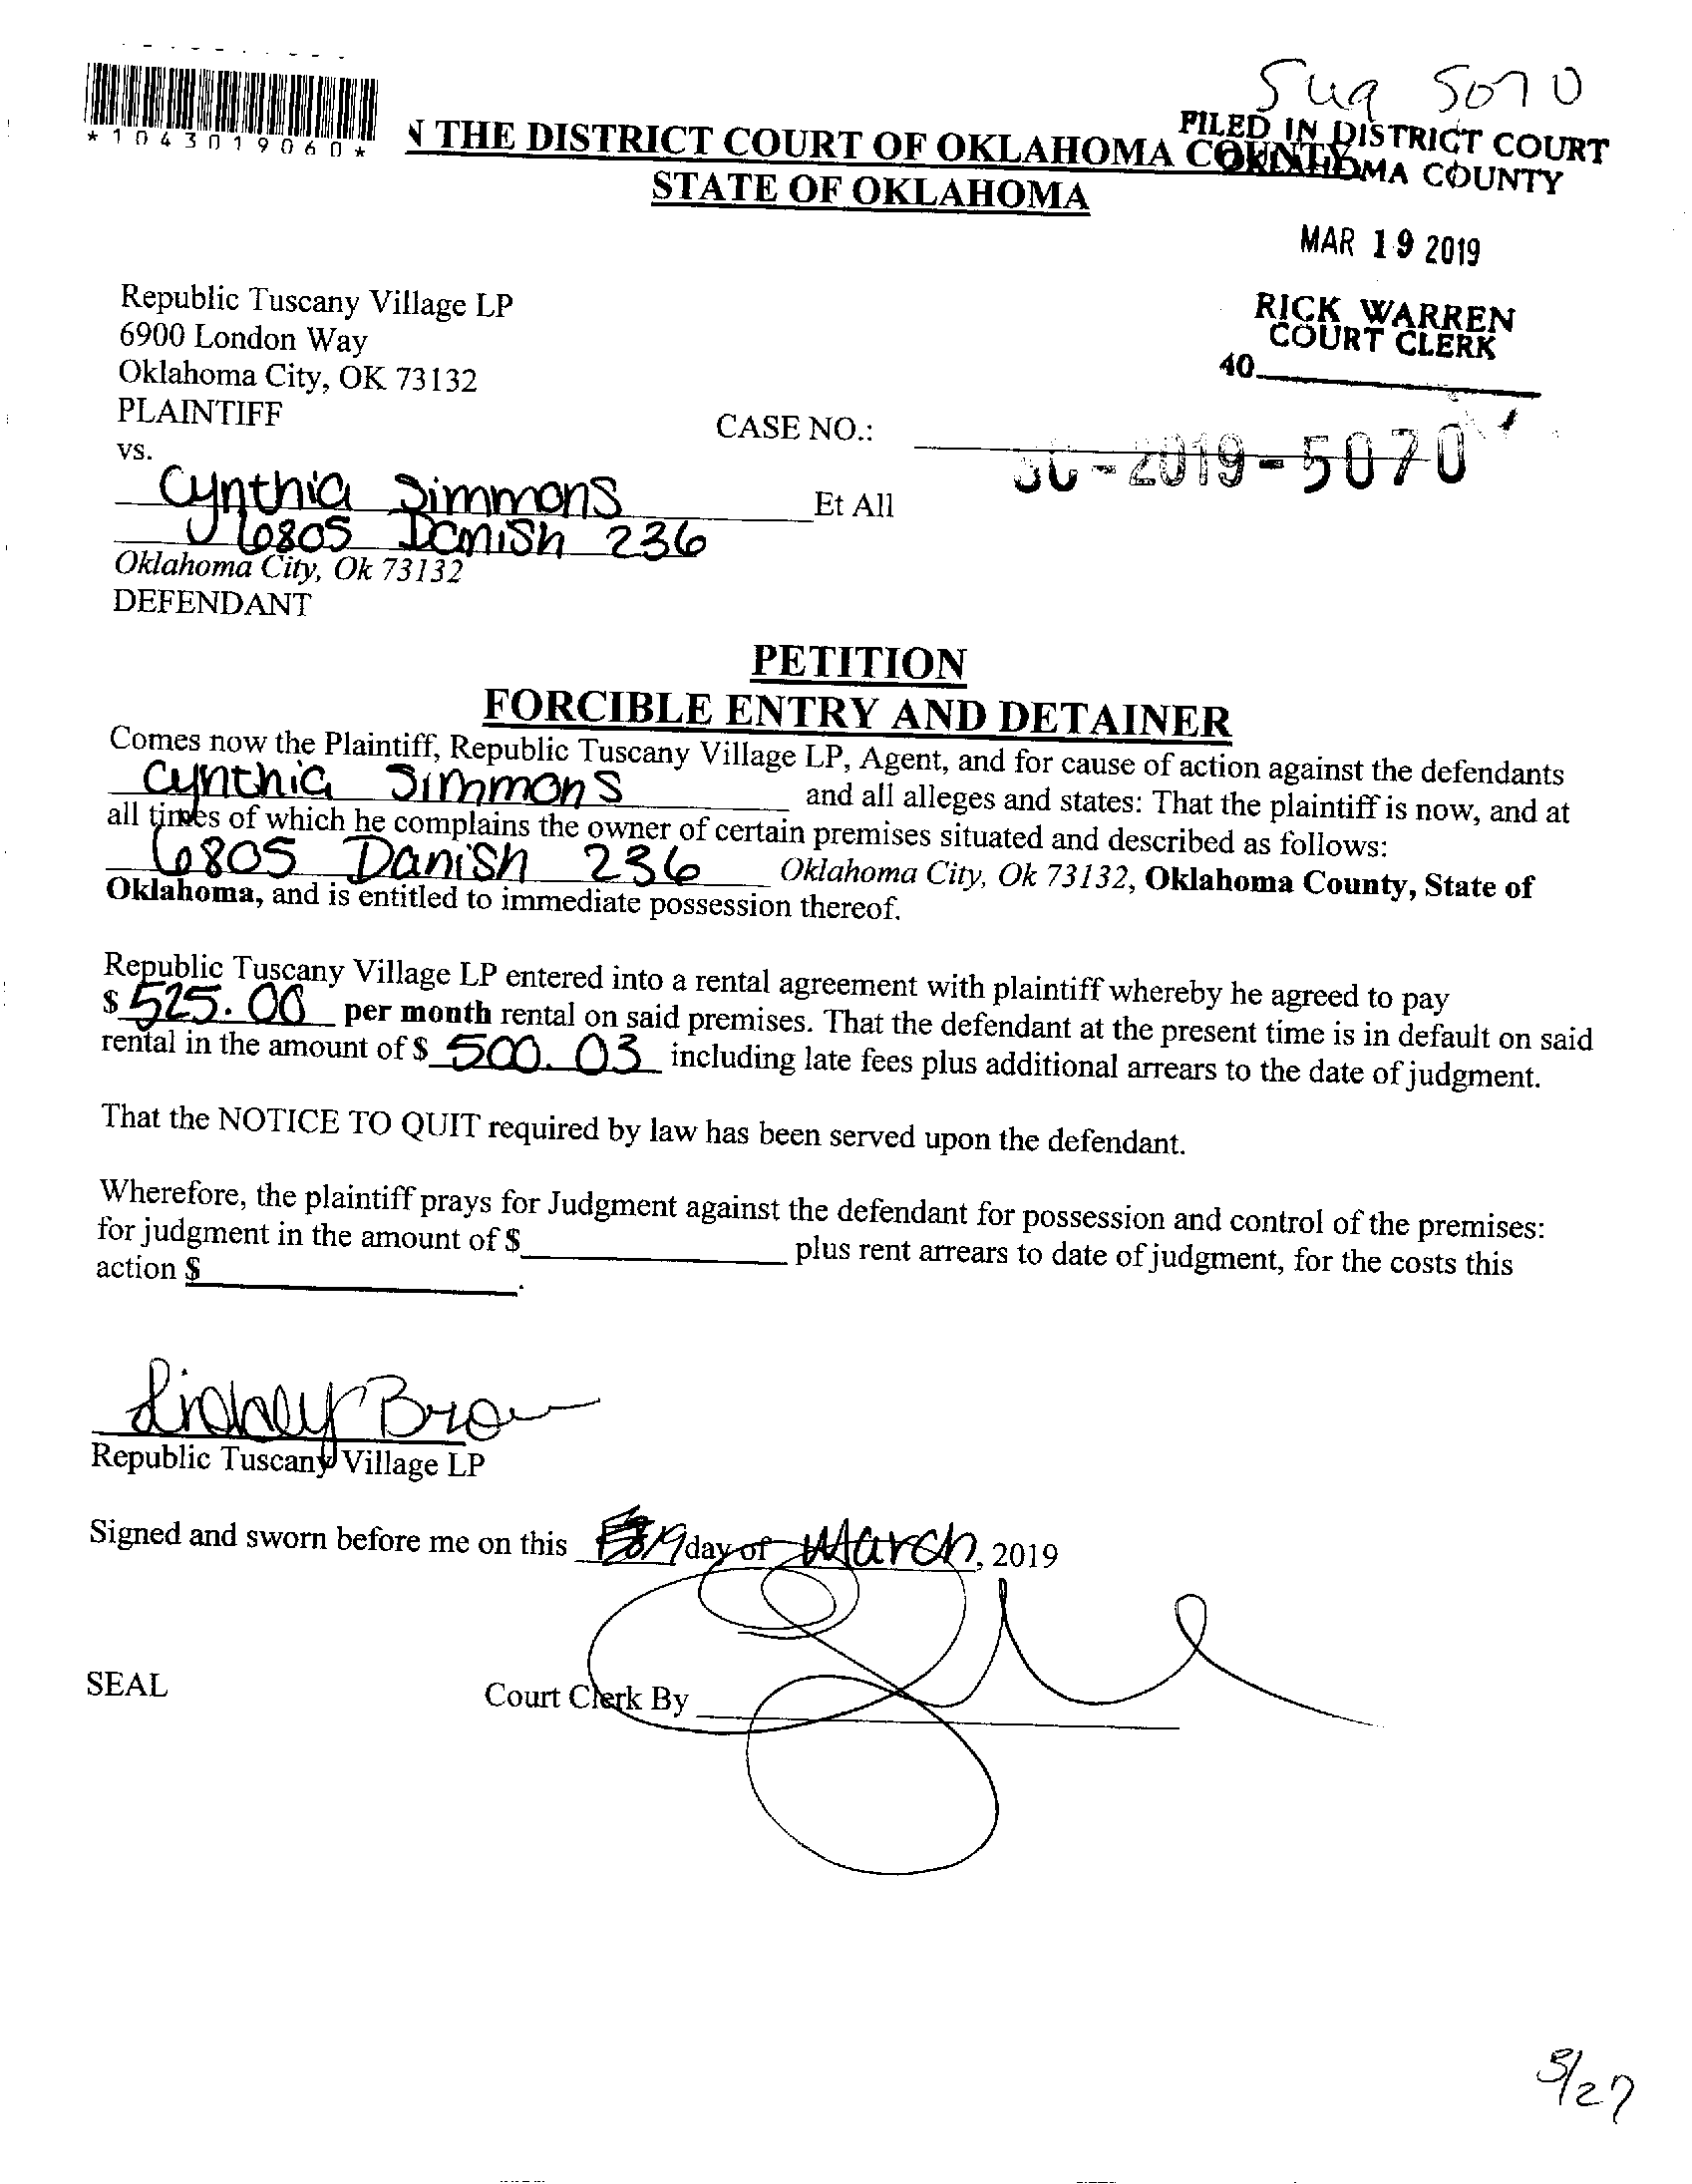 5070
*1043019060*
N THE DISTRICT COURT OF OKLAHOMA COUNTY
STATE OF OKLAHOMA
FILED IN DISTRICT COURT
OKLAHOMA COUNTY
MAR 19 2019
RICK WARREN
COURT CLERK
40
Republic Tuscany Village LP
6900 London Way
Oklahoma City, OK 73132
PLAINTIFF
CASE NO.: SC-2019-5070
vs.
Cynthia Simmons Et All
6805 Danish 236
Oklahoma City, Ok 73132
DEFENDANT
PETITION
FORCIBLE ENTRY AND DETAINER
Comes now the Plaintiff, Republic Tuscany Village LP, Agent, and for cause of action against the defendants
Cynthia Simmons and all alleges and states: That the plaintiff is now, and at
all times of which he complains the owner of certain premises situated and described as follows:
6805 Danish 236 Oklahoma City, Ok 73132, Oklahoma County, State of
Oklahoma, and is entitled to immediate possession thereof.
Republic Tuscany Village LP entered into a rental agreement with plaintiff whereby he agreed to pay
$ 525.00 per month rental on said premises. That the defendant at the present time is in default on said
rental in the amount of $ 500.03 including late fees plus additional arrears to the date of judgment.
That the NOTICE TO QUIT required by law has been served upon the defendant.
Wherefore, the plaintiff prays for Judgment against the defendant for possession and control of the premises:
for judgment in the amount of $ plus rent arrears to date of judgment, for the costs this
action $ .
Republic Tuscany Village LP
Signed and sworn before me on this 19 day of March, 2019
SEAL
Court Clerk By
3/27